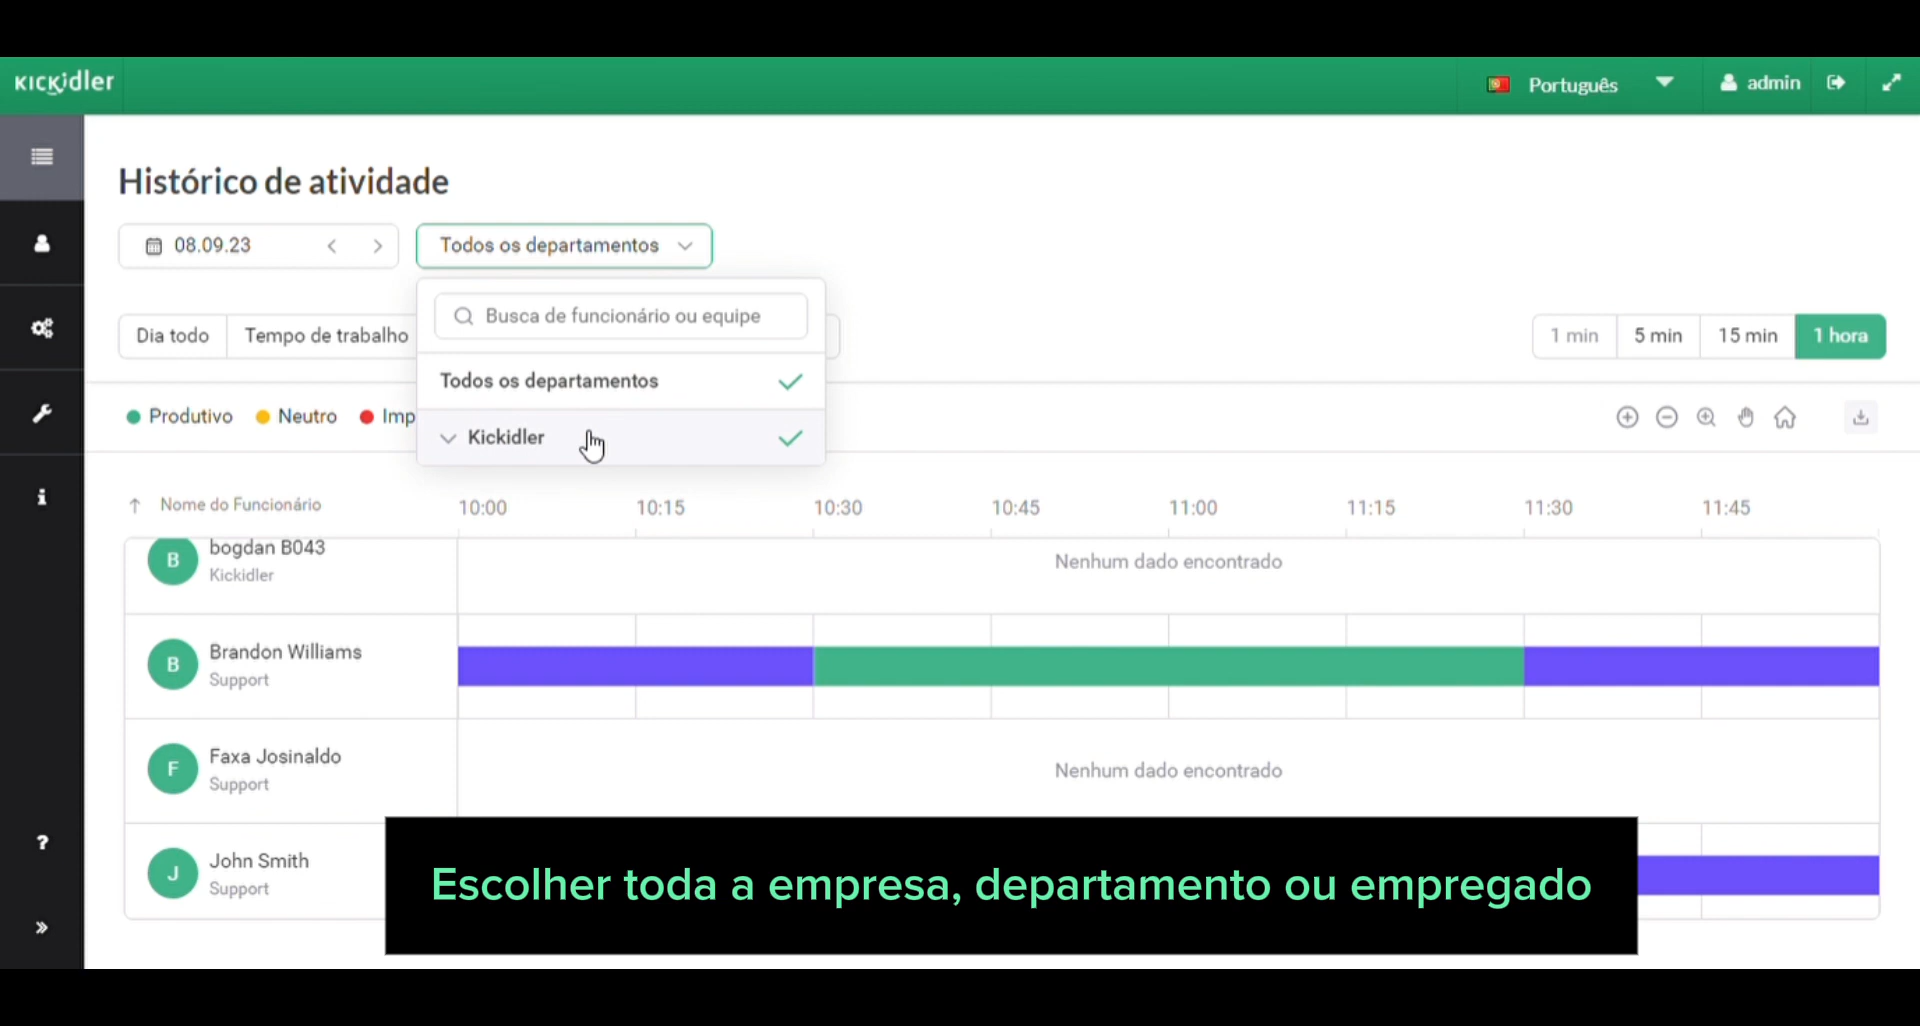 kickidler
Português
admin
Histórico de atividade
08.09.23
Todos os departamentos
Busca de funcionário ou equipe
Dia todo
Tempo de trabalho
1 min
5 min
15 min
1 hora
Todos os departamentos
Produtivo
Neutro
Imp
Kickidler
Nome do Funcionário
10:00
10:15
10:30
10:45
11:00
11:15
11:30
11:45
B
bogdan B043
Kickidler
Nenhum dado encontrado
B
Brandon Williams
Support
F
Faxa Josinaldo
Support
Nenhum dado encontrado
J
John Smith
Support
Escolher toda a empresa, departamento ou empregado